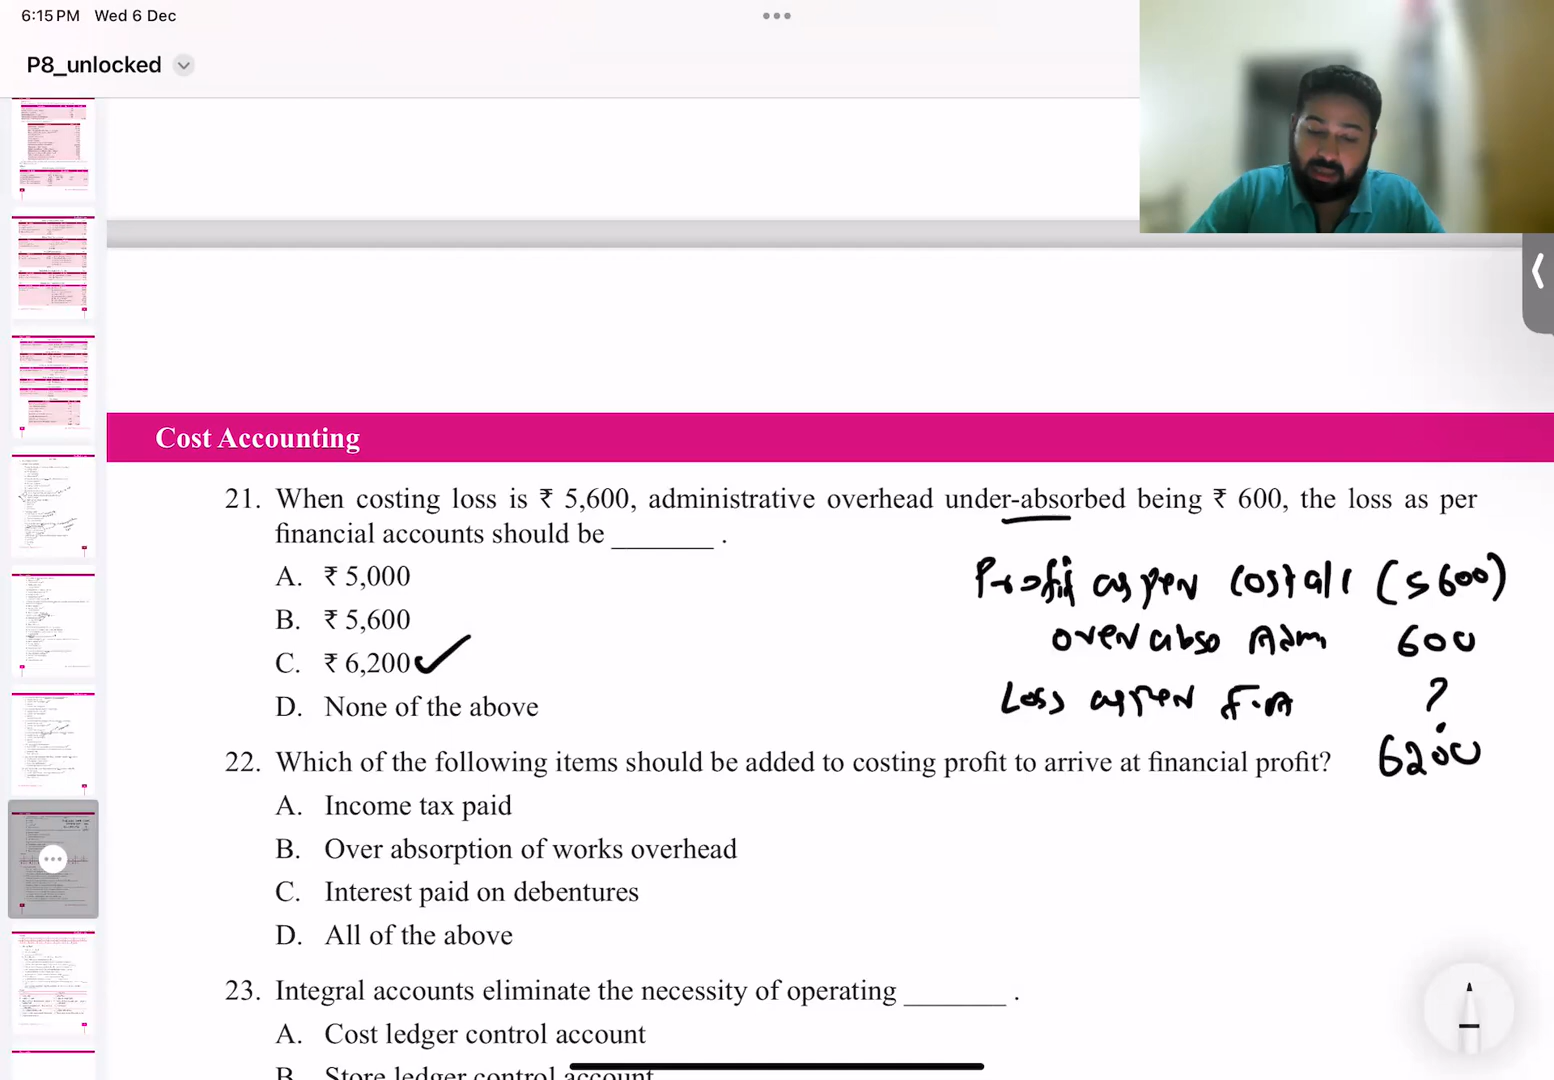 6:15 PM Wed 6 Dec
P8_unlocked
Cost Accounting
21. When costing loss is ₹ 5,600, administrative overhead under-absorbed being ₹ 600, the loss as per
financial accounts should be _______ .
A. ₹ 5,000
B. ₹ 5,600
C. ₹ 6,200
D. None of the above
Profit as per Cost a/c (5600)
over abso Adm 600
Loss as per F.A ?
6200
22. Which of the following items should be added to costing profit to arrive at financial profit?
A. Income tax paid
B. Over absorption of works overhead
C. Interest paid on debentures
D. All of the above
23. Integral accounts eliminate the necessity of operating _______ .
A. Cost ledger control account
B. Store ledger control account